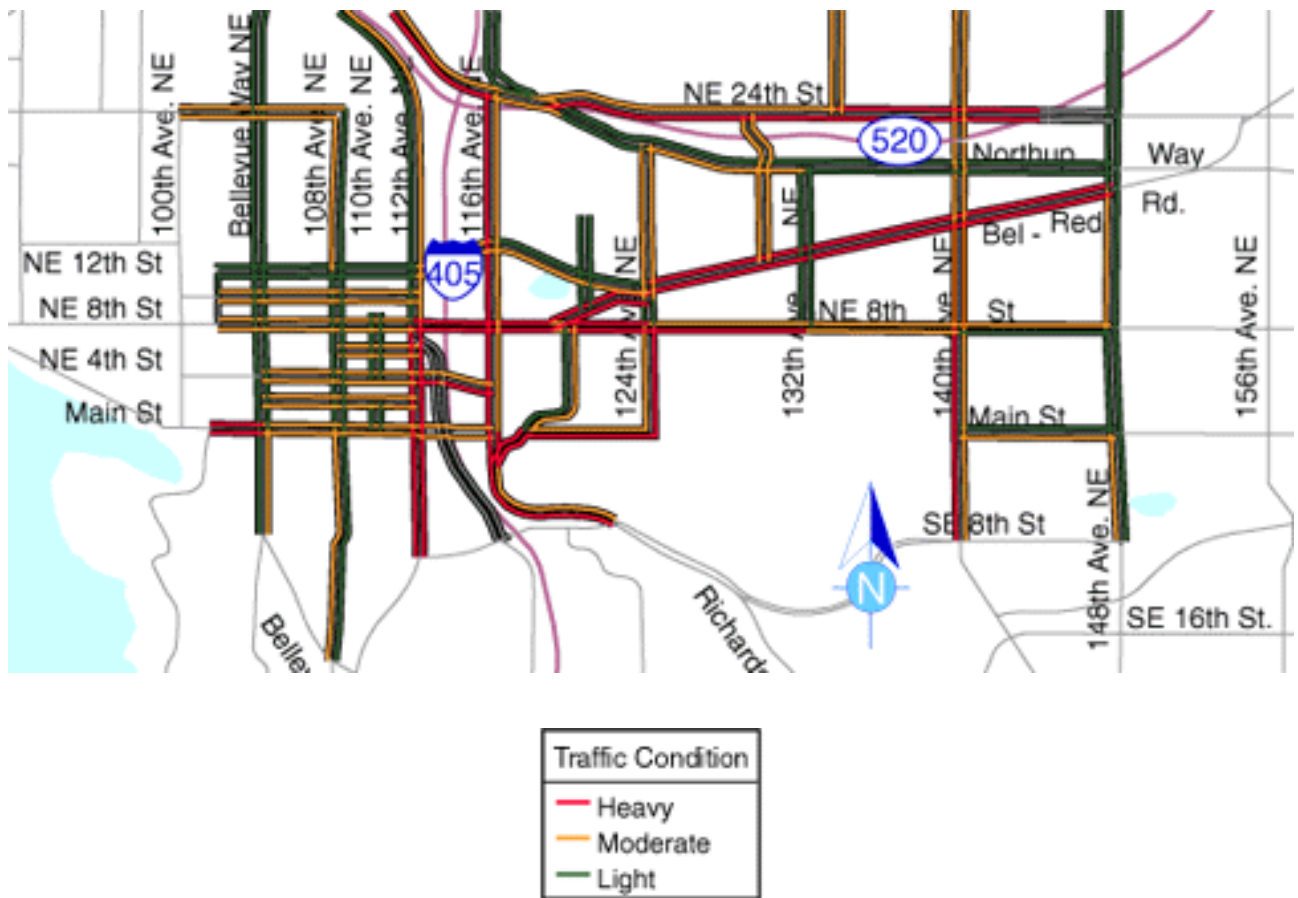 100th Ave. NE
Bellevue Way NE
108th Ave. NE
110th Ave. NE
112th Ave. NE
116th Ave. NE
NE 24th St
520
Northup Way
Bel - Red Rd.
NE 12th St
405
NE 8th St
NE 8th St
NE 4th St
Main St
124th Ave. NE
132th Ave. NE
140th Ave. NE
156th Ave. NE
Main St
148th Ave. NE
SE 8th St
N
SE 16th St.
Traffic Condition
Heavy
Moderate
Light